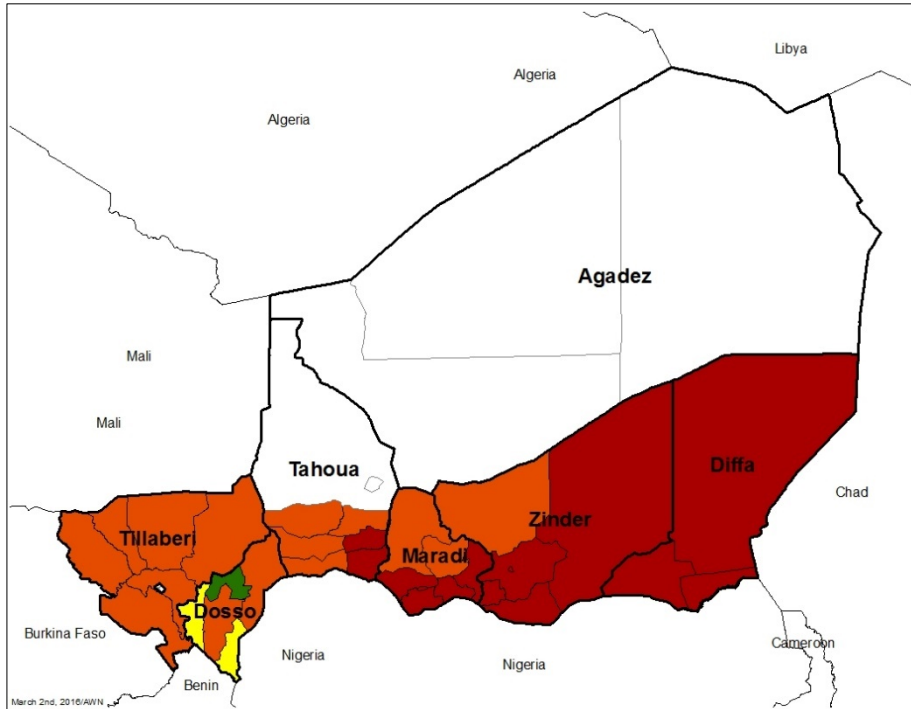 Libya
Algeria
Algeria
Agadez
Mali
Mali
Tahoua
Diffa
Chad
Zinder
Tillaberi
Maradi
Dosso
Burkina Faso
Cameroon
Nigeria
Nigeria
Benin
March 2nd, 2016/AWN